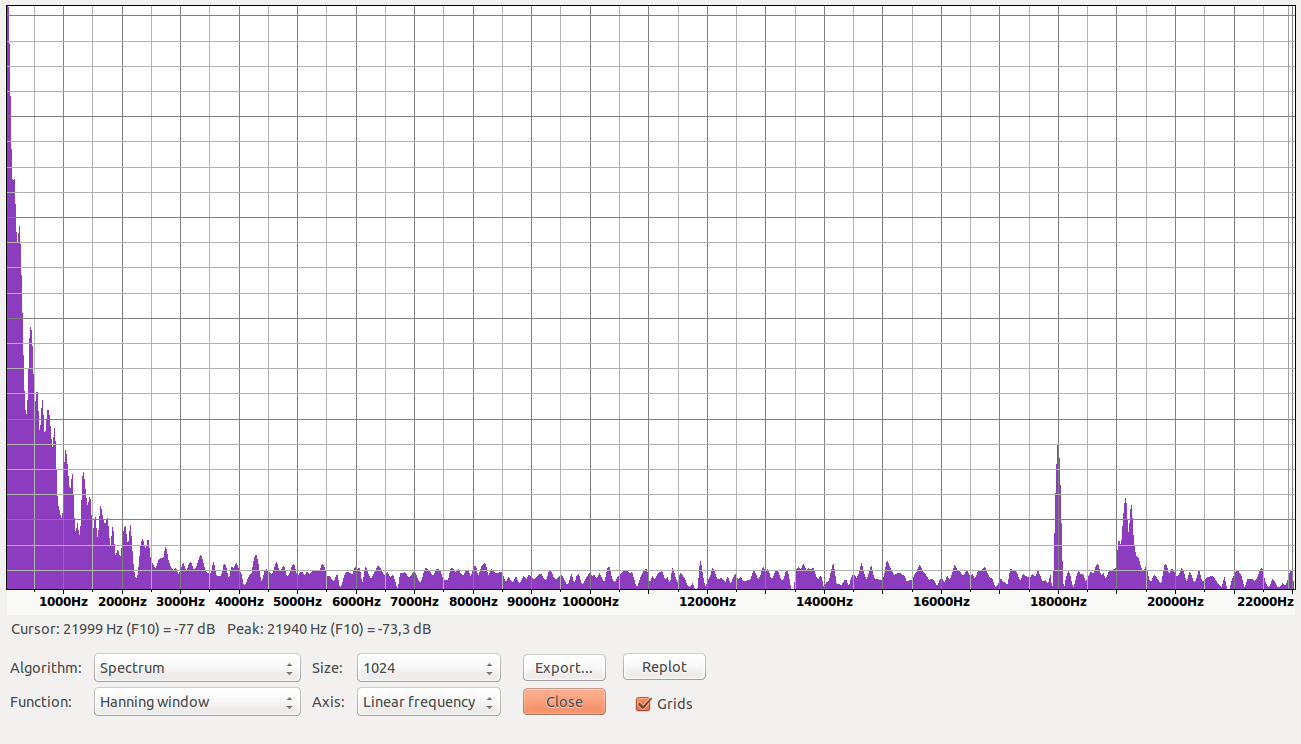 1000Hz 2000Hz 3000Hz 4000Hz 5000Hz 6000Hz 7000Hz 8000Hz 9000Hz 10000Hz 12000Hz 14000Hz 16000Hz 18000Hz 20000Hz 22000Hz
Cursor: 21999 Hz (F10) = -77 dB Peak: 21940 Hz (F10) = -73,3 dB
Algorithm: Spectrum Size: 1024 Export... Replot
Function: Hanning window Axis: Linear frequency Close Grids